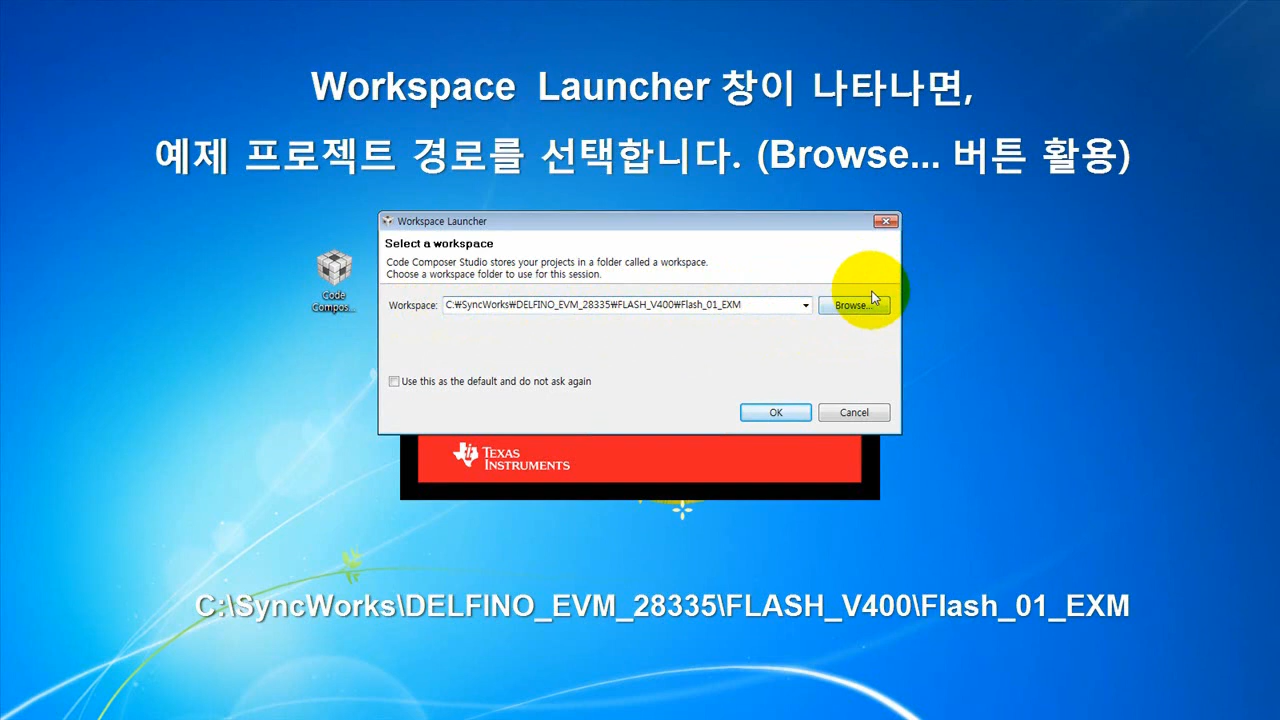 Workspace Launcher 창이 나타나면,
예제 프로젝트 경로를 선택합니다. (Browse... 버튼 활용)
Workspace Launcher
Select a workspace
Code Composer Studio stores your projects in a folder called a workspace.
Choose a workspace folder to use for this session.
Code
Compos...
Workspace: C:₩SyncWorks₩DELFINO_EVM_28335₩FLASH_V400₩Flash_01_EXM Browse...
Use this as the default and do not ask again
OK Cancel
TEXAS
INSTRUMENTS
C:\SyncWorks\DELFINO_EVM_28335\FLASH_V400\Flash_01_EXM